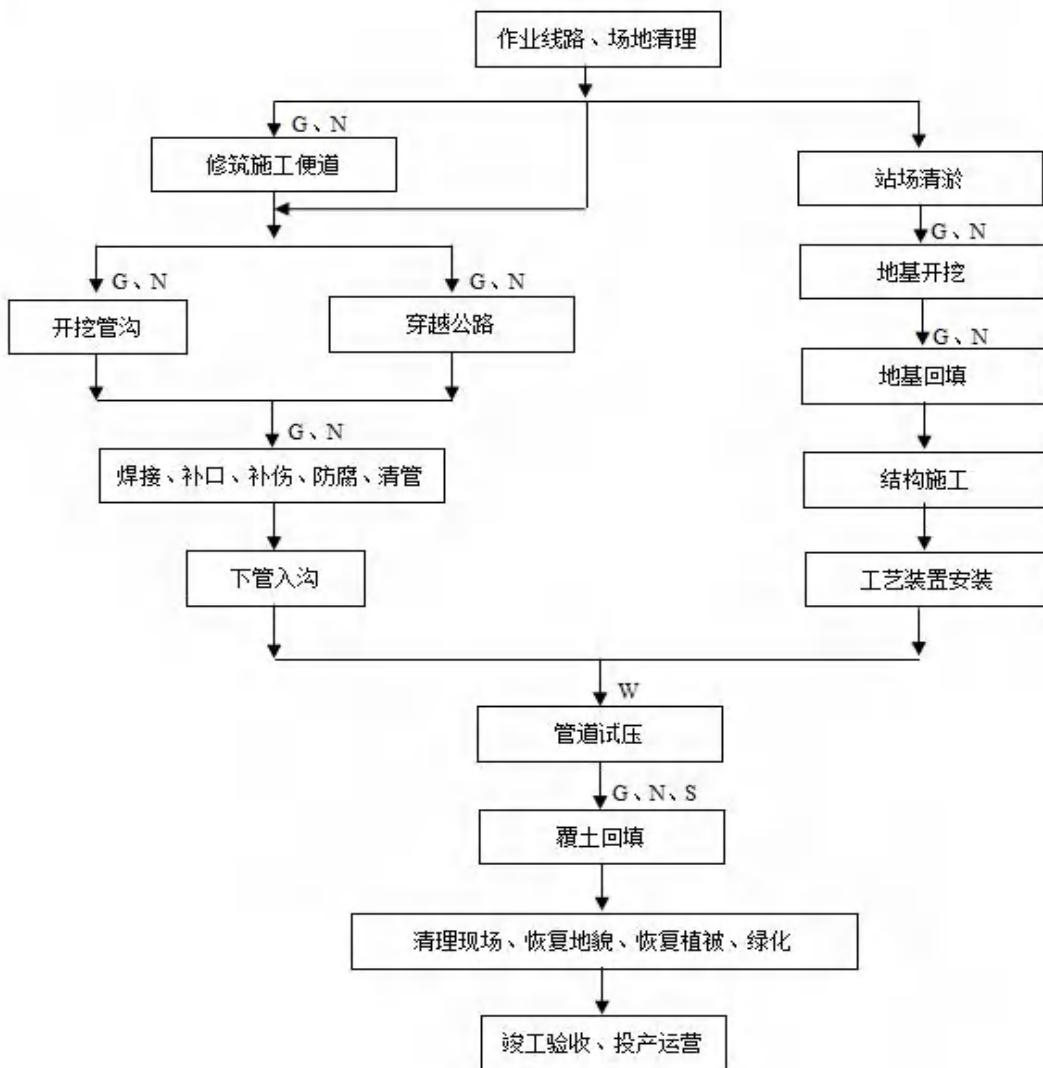 作业线路、场地清理
G、N
修筑施工便道
站场清淤
G、N
地基开挖
G、N
G、N
开挖管沟
穿越公路
G、N
地基回填
G、N
焊接、补口、补伤、防腐、清管
结构施工
下管入沟
工艺装置安装
W
管道试压
G、N、S
覆土回填
清理现场、恢复地貌、恢复植被、绿化
竣工验收、投产运营